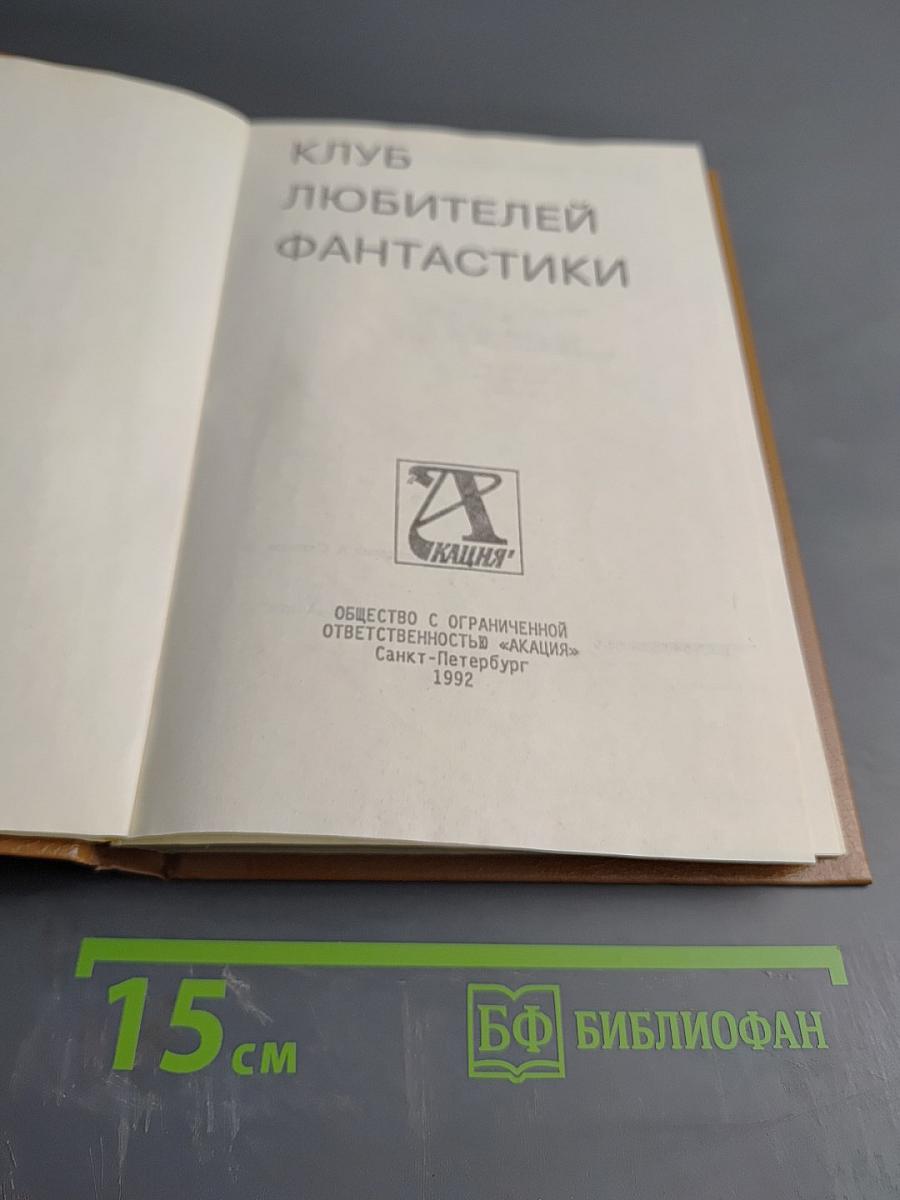 КЛУБ
ЛЮБИТЕЛЕЙ
ФАНТАСТИКИ
АКАЦИЯ
ОБЩЕСТВО С ОГРАНИЧЕННОЙ
ОТВЕТСТВЕННОСТЬЮ «АКАЦИЯ»
Санкт-Петербург
1992
15 см
БФ БИБЛИОФАН